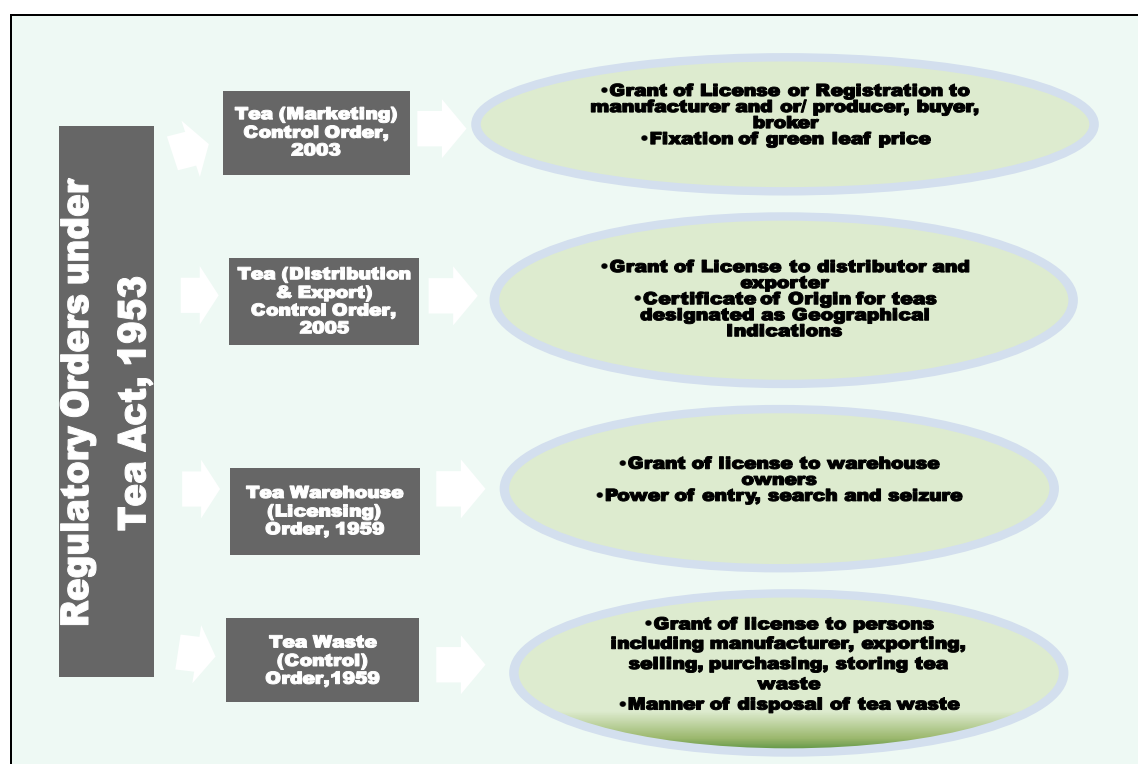 Regulatory Orders under
Tea Act, 1953
Tea (Marketing)
Control Order,
2003
•Grant of License or Registration to
manufacturer and or/ producer, buyer,
broker
•Fixation of green leaf price
Tea (Distribution
& Export)
Control Order,
2005
•Grant of License to distributor and
exporter
•Certificate of Origin for teas
designated as Geographical
Indications
Tea Warehouse
(Licensing)
Order, 1959
•Grant of license to warehouse
owners
•Power of entry, search and seizure
Tea Waste
(Control)
Order,1959
•Grant of license to persons
including manufacturer, exporting,
selling, purchasing, storing tea
waste
•Manner of disposal of tea waste